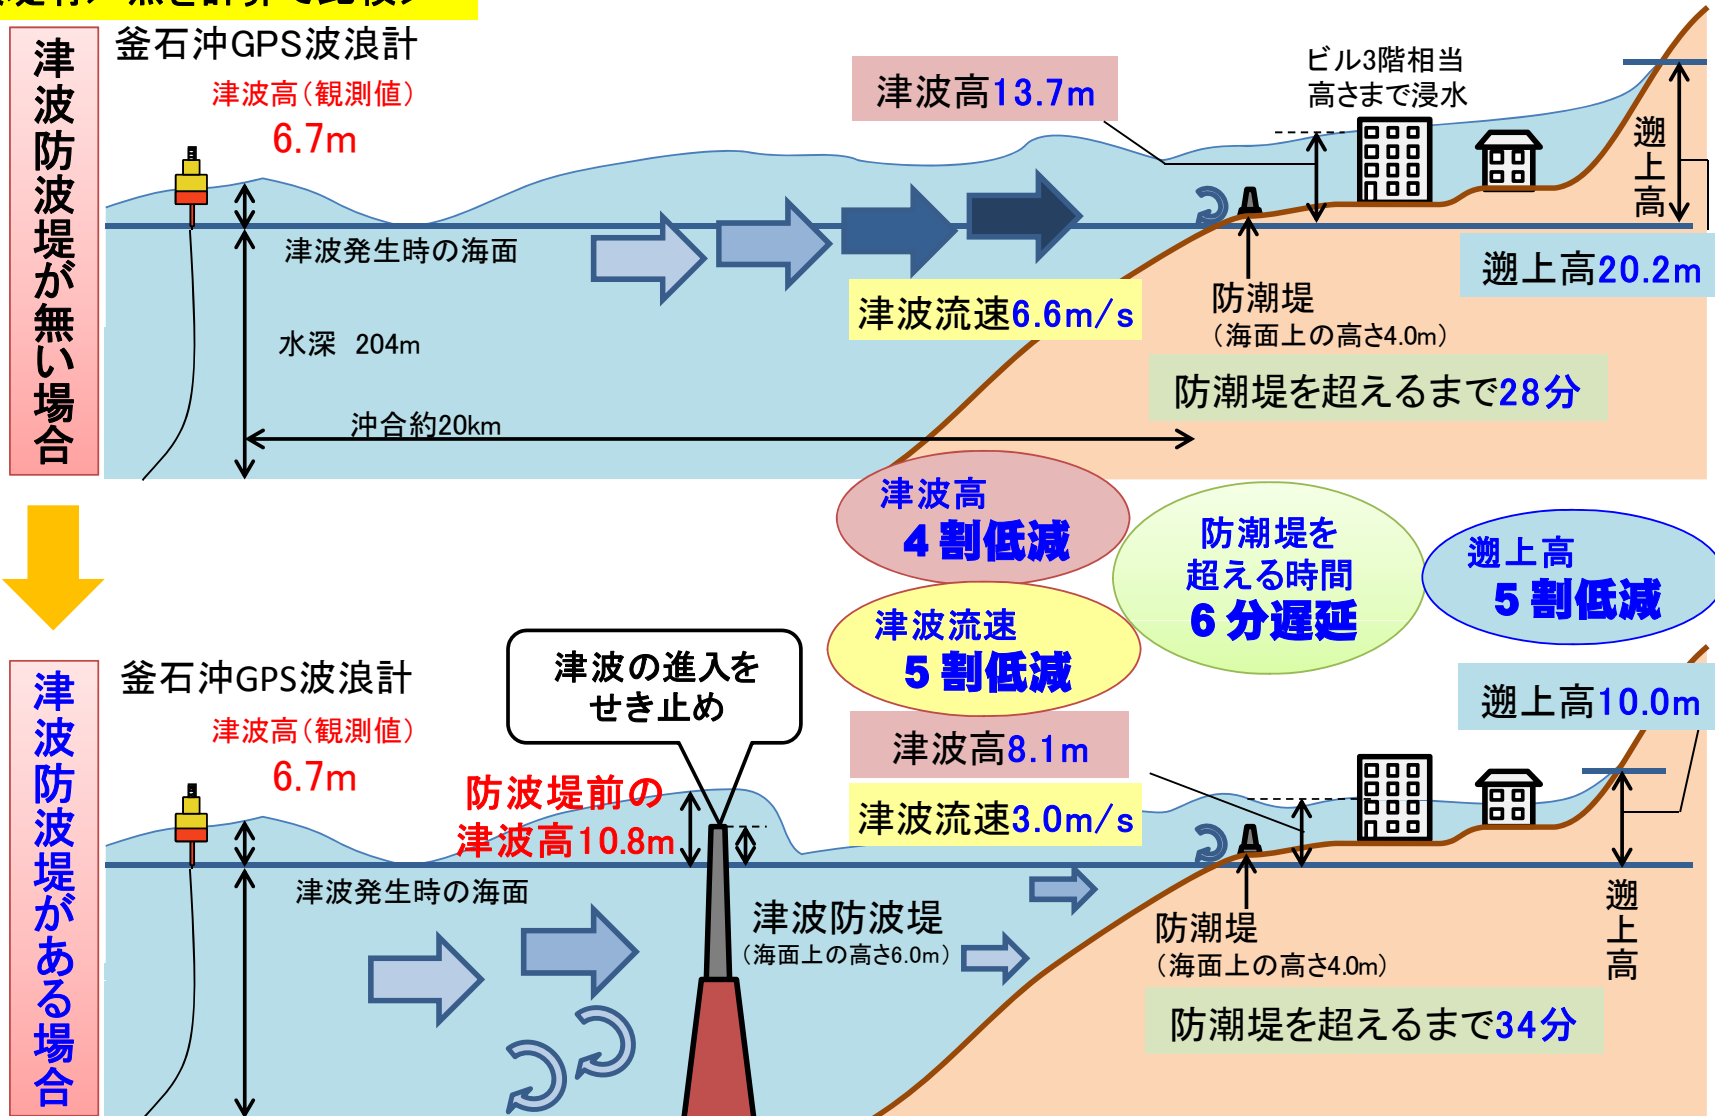 津波防波堤が無い場合
釜石沖GPS波浪計
津波高(観測値)
6.7m
津波発生時の海面
水深 204m
沖合約20km
津波高13.7m
津波流速6.6m/s
ビル3階相当
高さまで浸水
遡上高
遡上高20.2m
防潮堤
(海面上の高さ4.0m)
防潮堤を超えるまで28分
津波高
4割低減
津波流速
5割低減
防潮堤を
超える時間
6分遅延
遡上高
5割低減
津波防波堤がある場合
釜石沖GPS波浪計
津波高(観測値)
6.7m
津波の進入を
せき止め
防波堤前の
津波高10.8m
津波発生時の海面
津波防波堤
(海面上の高さ6.0m)
津波高8.1m
津波流速3.0m/s
遡上高10.0m
遡上高
防潮堤
(海面上の高さ4.0m)
防潮堤を超えるまで34分